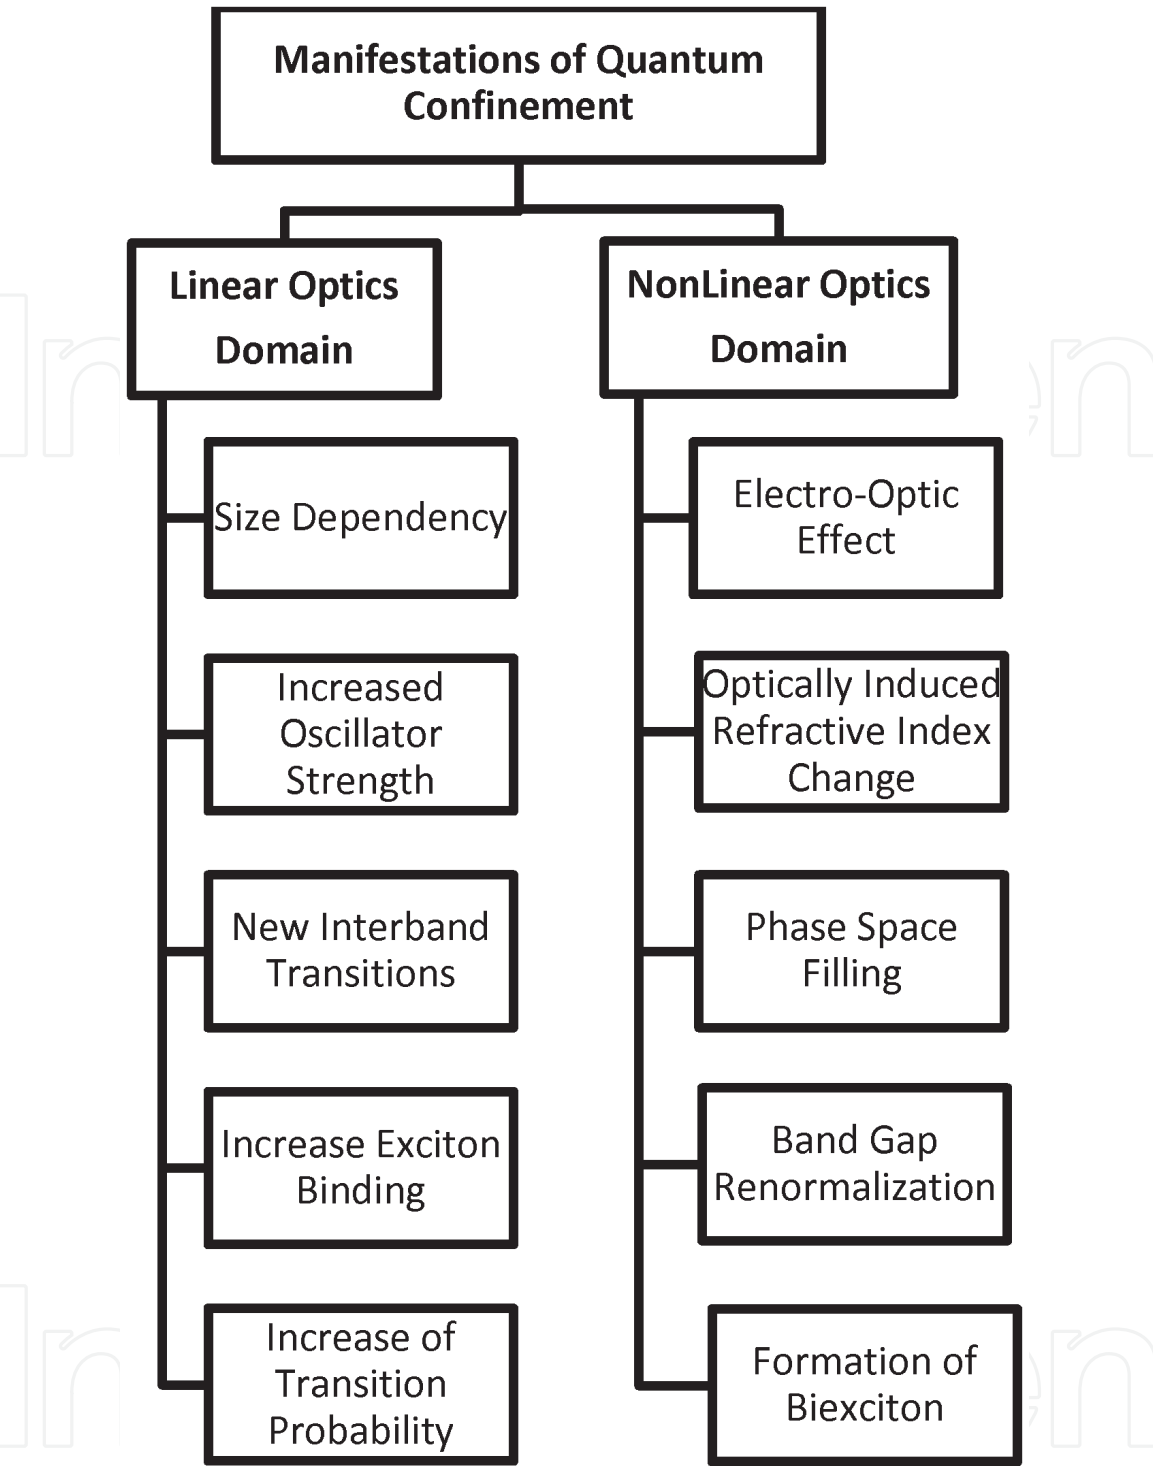 Manifestations of Quantum
Confinement
Linear Optics
Domain
Size Dependency
Increased
Oscillator
Strength
New Interband
Transitions
Increase Exciton
Binding
Increase of
Transition
Probability
NonLinear Optics
Domain
Electro-Optic
Effect
Optically Induced
Refractive Index
Change
Phase Space
Filling
Band Gap
Renormalization
Formation of
Biexciton